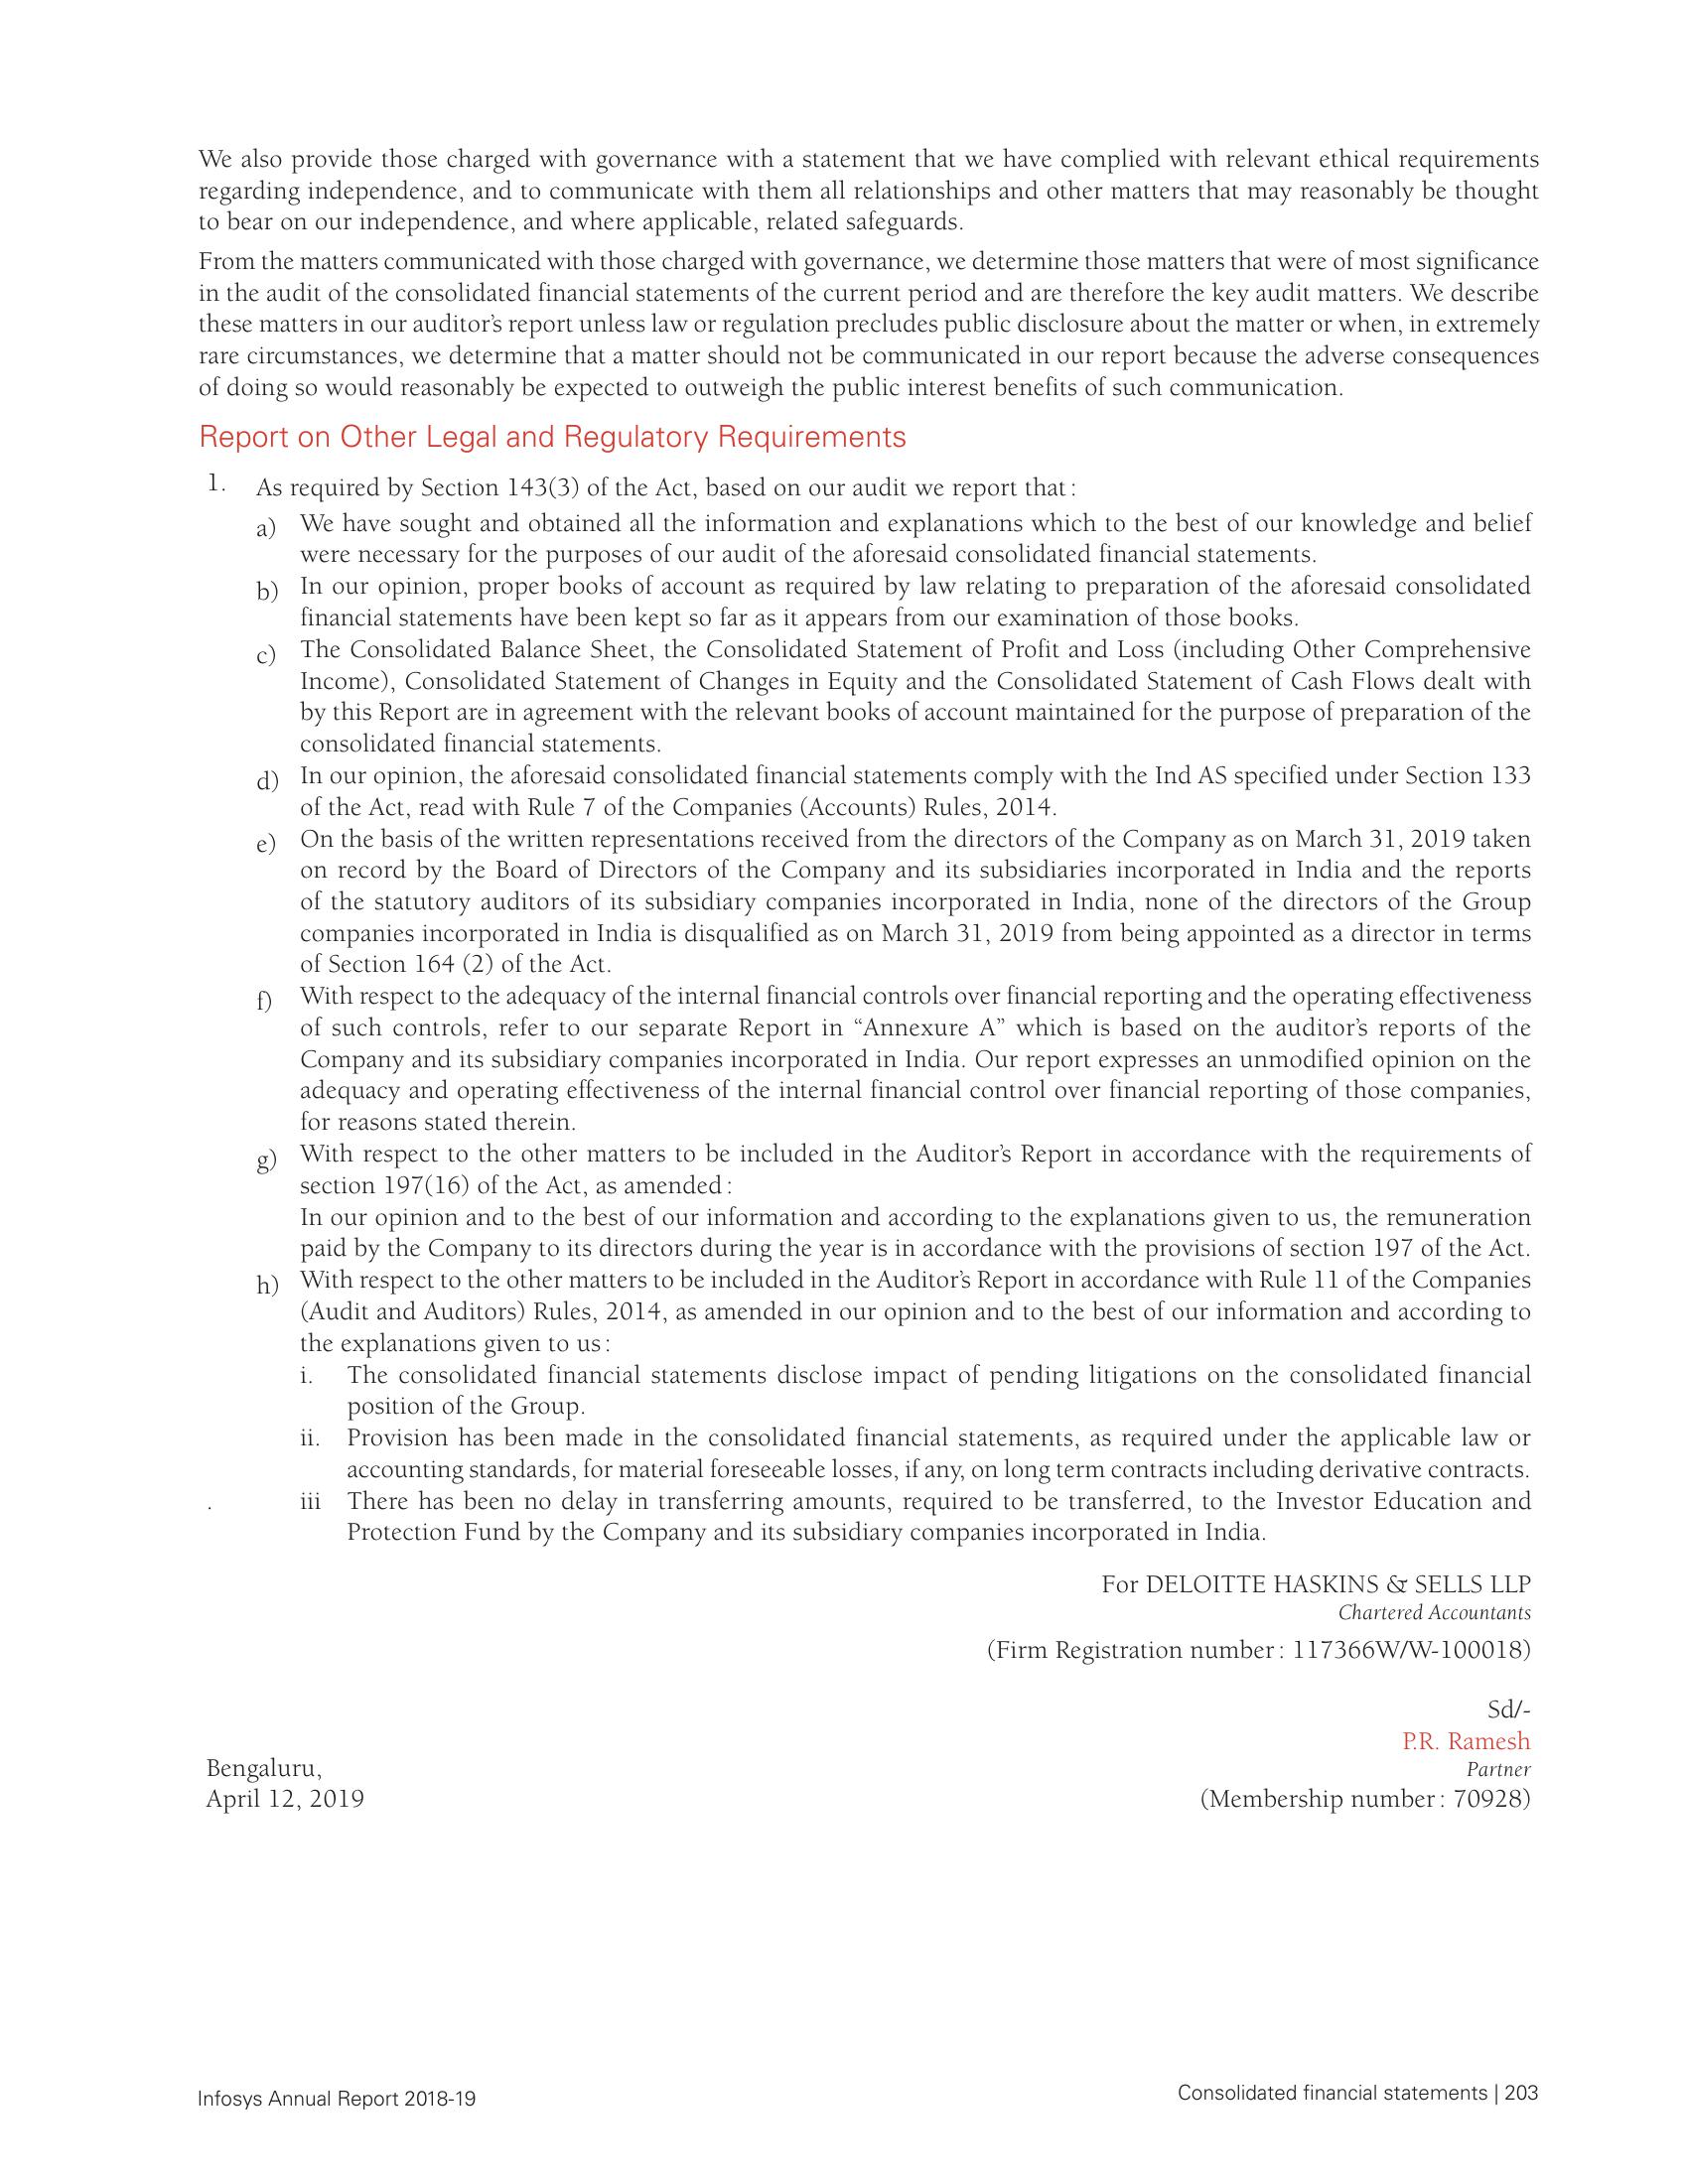 We also provide those charged with governance with a statement that we have complied with relevant ethical requirements
regarding independence, and to communicate with them all relationships and other matters that may reasonably be thought
to bear on our independence, and where applicable, related safeguards.
From the matters communicated with those charged with governance, we determine those matters that were of most significance
in the audit of the consolidated financial statements of the current period and are therefore the key audit matters. We describe
these matters in our auditor’s report unless law or regulation precludes public disclosure about the matter or when, in extremely
rare circumstances, we determine that a matter should not be communicated in our report because the adverse consequences
of doing so would reasonably be expected to outweigh the public interest benefits of such communication.
Report on Other Legal and Regulatory Requirements
1. As required by Section 143(3) of the Act, based on our audit we report that :
a) We have sought and obtained all the information and explanations which to the best of our knowledge and belief
were necessary for the purposes of our audit of the aforesaid consolidated financial statements.
b) In our opinion, proper books of account as required by law relating to preparation of the aforesaid consolidated
financial statements have been kept so far as it appears from our examination of those books.
c) The Consolidated Balance Sheet, the Consolidated Statement of Profit and Loss (including Other Comprehensive
Income), Consolidated Statement of Changes in Equity and the Consolidated Statement of Cash Flows dealt with
by this Report are in agreement with the relevant books of account maintained for the purpose of preparation of the
consolidated financial statements.
d) In our opinion, the aforesaid consolidated financial statements comply with the Ind AS specified under Section 133
of the Act, read with Rule 7 of the Companies (Accounts) Rules, 2014.
e) On the basis of the written representations received from the directors of the Company as on March 31, 2019 taken
on record by the Board of Directors of the Company and its subsidiaries incorporated in India and the reports
of the statutory auditors of its subsidiary companies incorporated in India, none of the directors of the Group
companies incorporated in India is disqualified as on March 31, 2019 from being appointed as a director in terms
of Section 164 (2) of the Act.
f) With respect to the adequacy of the internal financial controls over financial reporting and the operating effectiveness
of such controls, refer to our separate Report in “Annexure A” which is based on the auditor’s reports of the
Company and its subsidiary companies incorporated in India. Our report expresses an unmodified opinion on the
adequacy and operating effectiveness of the internal financial control over financial reporting of those companies,
for reasons stated therein.
g) With respect to the other matters to be included in the Auditor’s Report in accordance with the requirements of
section 197(16) of the Act, as amended :
In our opinion and to the best of our information and according to the explanations given to us, the remuneration
paid by the Company to its directors during the year is in accordance with the provisions of section 197 of the Act.
h) With respect to the other matters to be included in the Auditor’s Report in accordance with Rule 11 of the Companies
(Audit and Auditors) Rules, 2014, as amended in our opinion and to the best of our information and according to
the explanations given to us :
i. The consolidated financial statements disclose impact of pending litigations on the consolidated financial
position of the Group.
ii. Provision has been made in the consolidated financial statements, as required under the applicable law or
accounting standards, for material foreseeable losses, if any, on long term contracts including derivative contracts.
. iii There has been no delay in transferring amounts, required to be transferred, to the Investor Education and
Protection Fund by the Company and its subsidiary companies incorporated in India.
For DELOITTE HASKINS & SELLS LLP
Chartered Accountants
(Firm Registration number : 117366W/W-100018)
Sd/-
P.R. Ramesh
Partner
(Membership number : 70928)
Bengaluru,
April 12, 2019
Infosys Annual Report 2018-19
Consolidated financial statements | 203